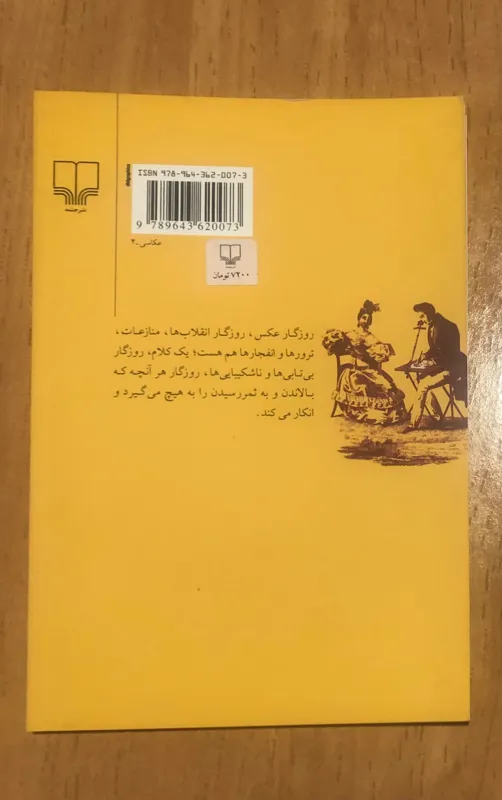 ISBN 978-964-362-007-3
9 789643 620073
نشرچشمه
عکاسی-۲
۷۲۰۰ تومان
روزگار عکس، روزگار انقلاب‌ها، منازعات،
ترورها و انفجارها هم هست؛ یک کلام، روزگار
بی‌تابی‌ها و ناشکیبایی‌ها، روزگار هر آنچه که
بالاندن و به ثمررسیدن را به هیچ می‌گیرد و
انکار می‌کند.